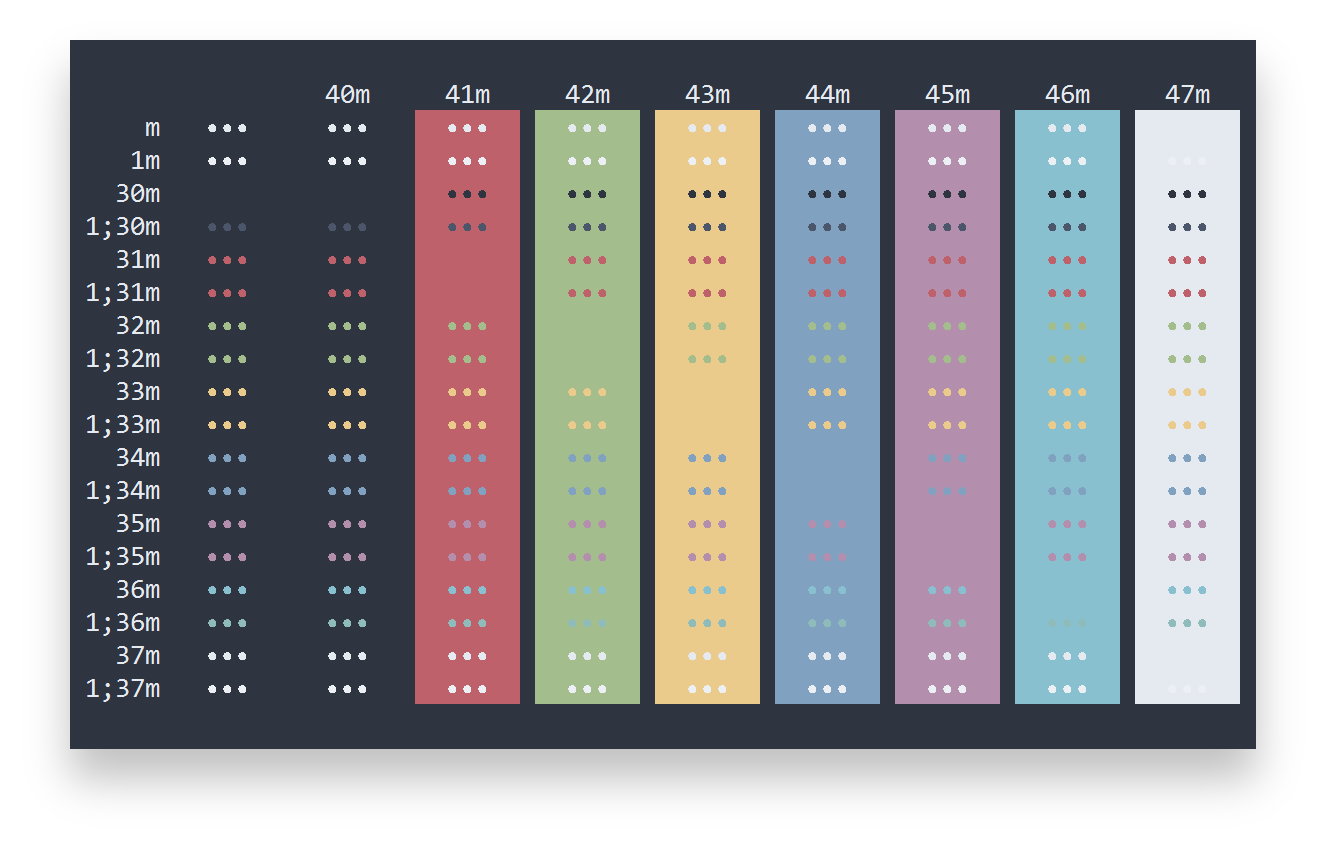 40m 41m 42m 43m 44m 45m 46m 47m
m ••• ••• ••• ••• ••• ••• ••• •••
1m ••• ••• ••• ••• ••• ••• ••• ••• •••
30m ••• ••• ••• ••• ••• ••• •••
1;30m ••• ••• ••• ••• ••• ••• ••• ••• •••
31m ••• ••• ••• ••• ••• ••• ••• •••
1;31m ••• ••• ••• ••• ••• ••• ••• •••
32m ••• ••• ••• ••• ••• ••• ••• •••
1;32m ••• ••• ••• ••• ••• ••• ••• •••
33m ••• ••• ••• ••• ••• ••• ••• •••
1;33m ••• ••• ••• ••• ••• ••• ••• •••
34m ••• ••• ••• ••• ••• ••• ••• •••
1;34m ••• ••• ••• ••• ••• ••• ••• •••
35m ••• ••• ••• ••• ••• ••• ••• •••
1;35m ••• ••• ••• ••• ••• ••• ••• •••
36m ••• ••• ••• ••• ••• ••• ••• •••
1;36m ••• ••• ••• ••• ••• ••• ••• ••• •••
37m ••• ••• ••• ••• ••• ••• ••• •••
1;37m ••• ••• ••• ••• ••• ••• ••• ••• •••